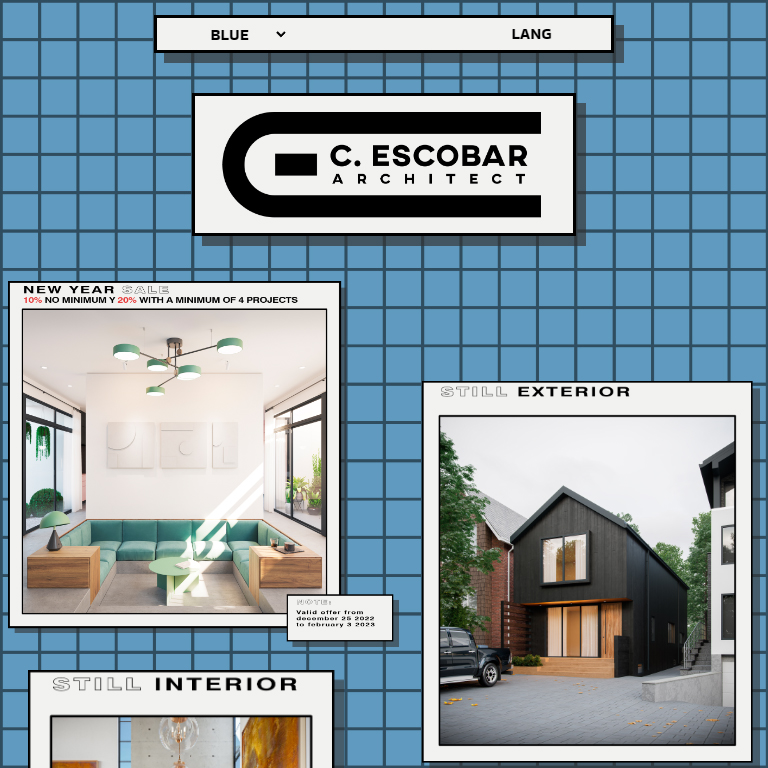 BLUE
LANG
C. ESCOBAR
ARCHITECT
NEW YEAR SALE
10% NO MINIMUM Y 20% WITH A MINIMUM OF 4 PROJECTS
STILL EXTERIOR
NOTE:
Valid offer from
december 25 2022
to february 3 2023
STILL INTERIOR